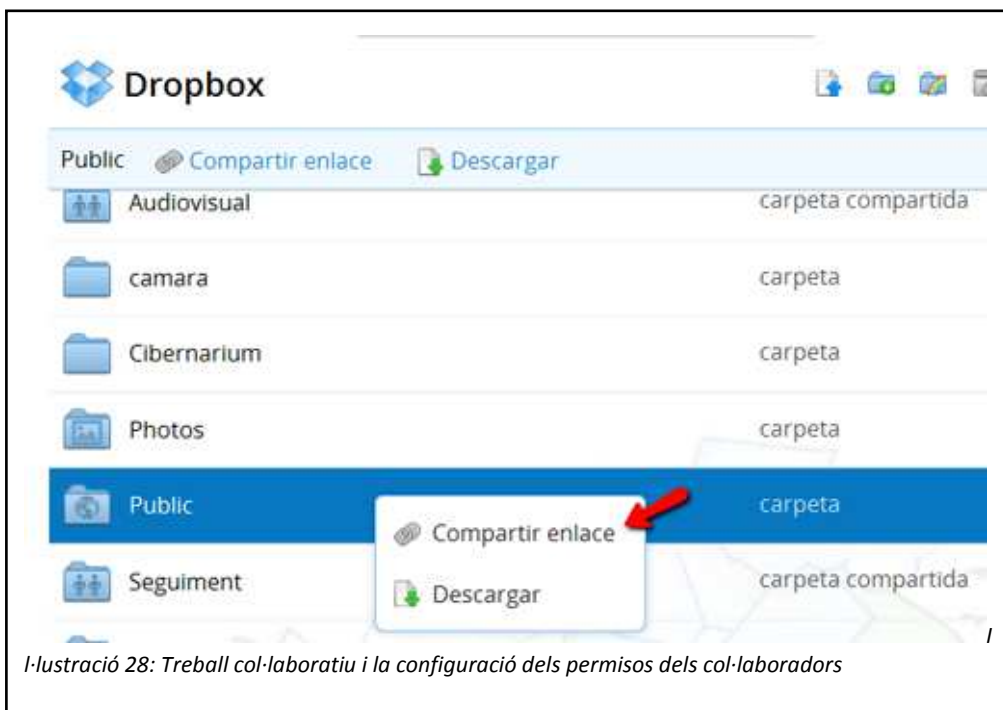 Dropbox
Public Compartir enlace Descargar
Audiovisual carpeta compartida
camara carpeta
Cibernarium carpeta
Photos carpeta
Public carpeta
Compartir enlace
Seguiment carpeta compartida
Descargar
I
l·lustració 28: Treball col·laboratiu i la configuració dels permisos dels col·laboradors